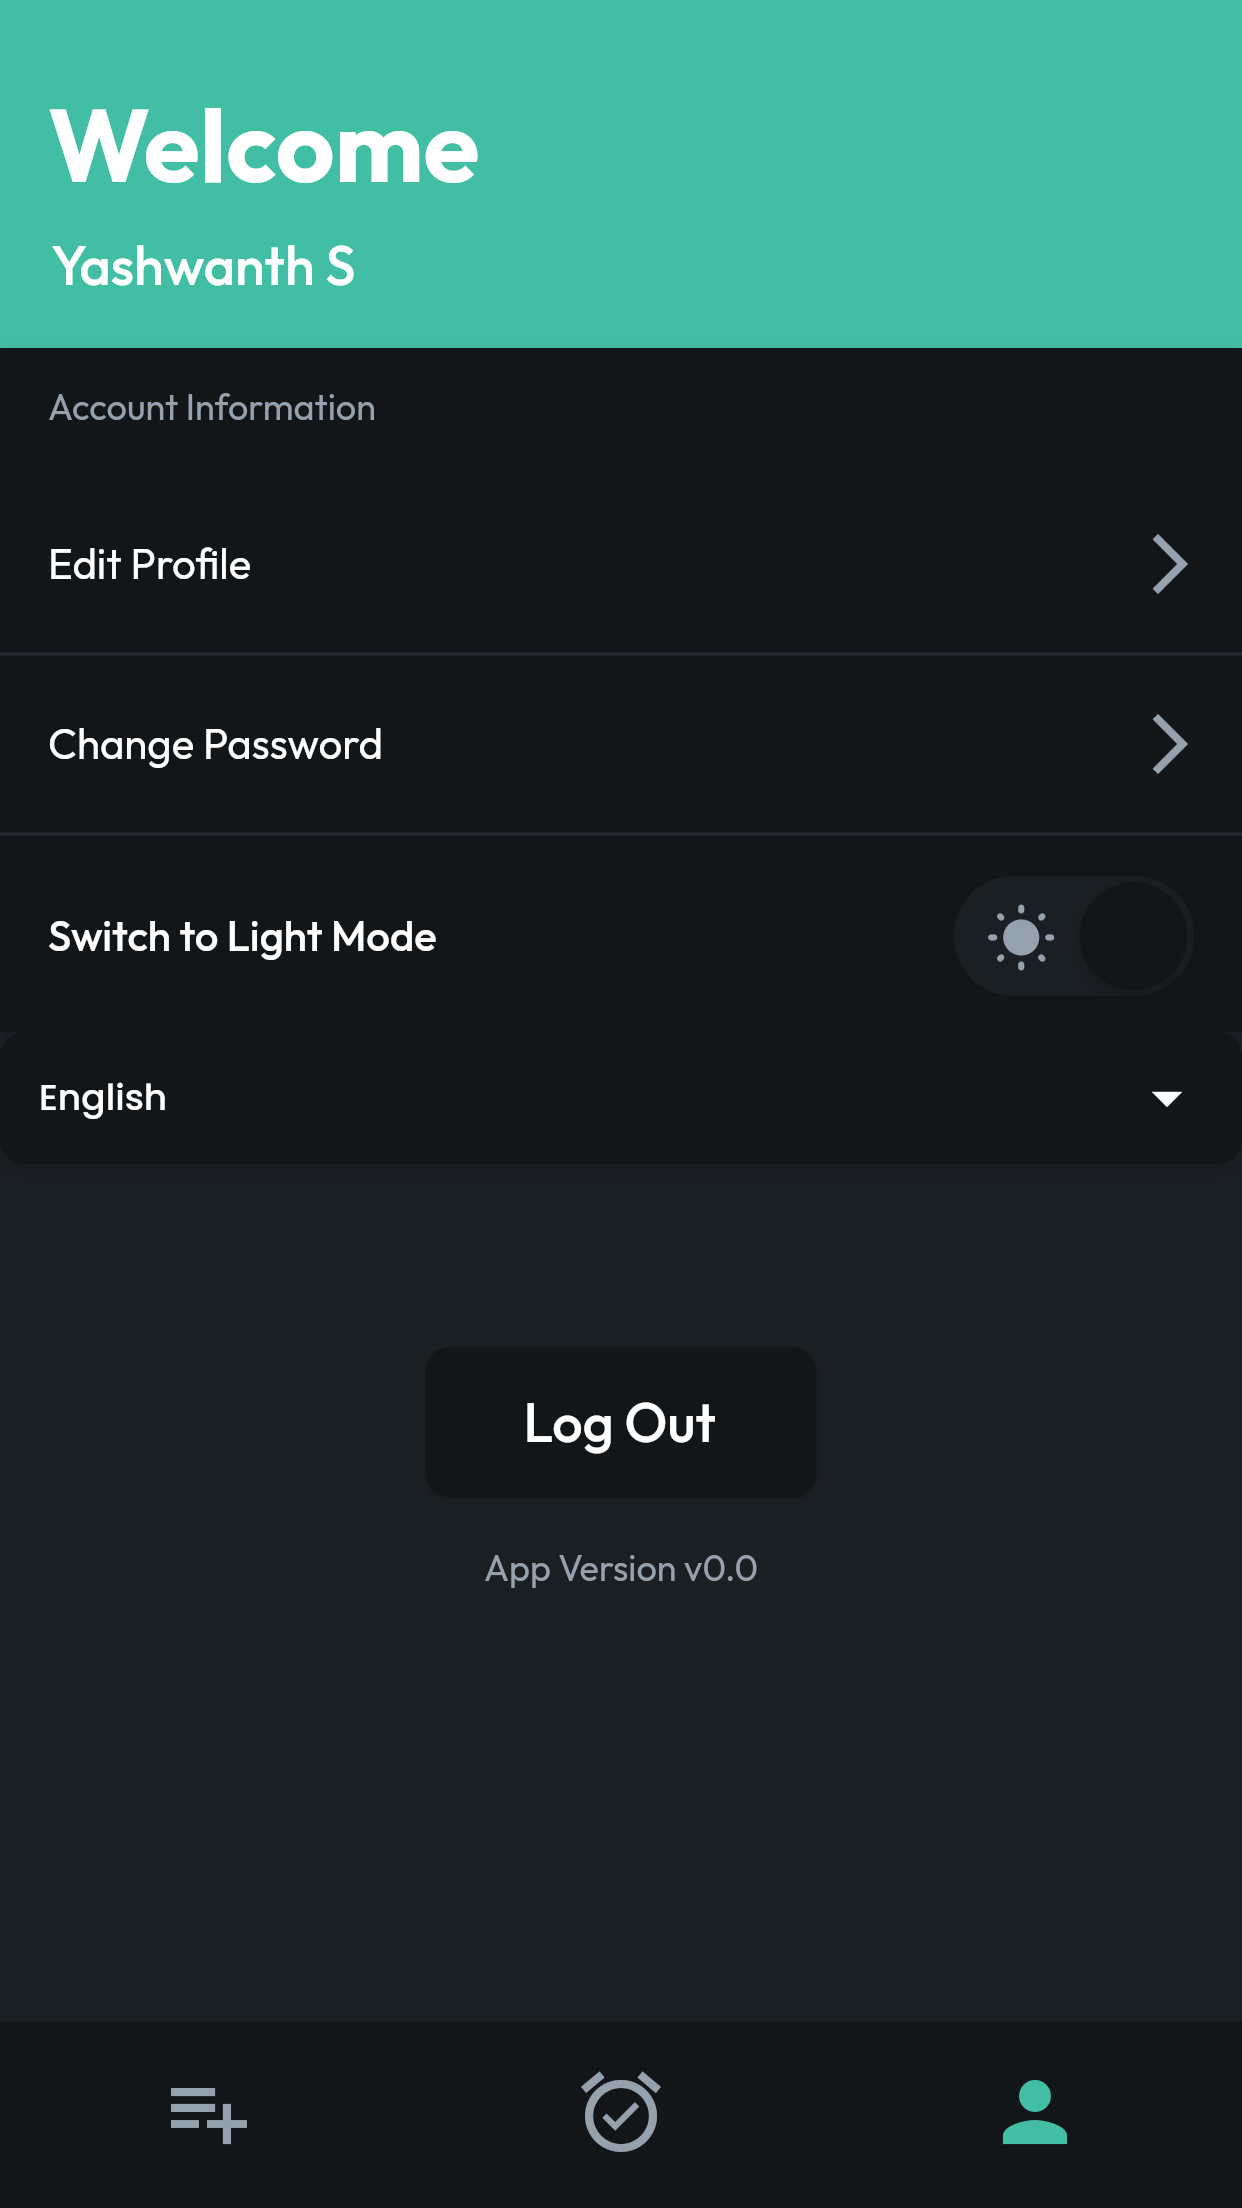 Welcome
Yashwanth S
Account Information
Edit Profile
Change Password
Switch to Light Mode
English
Log Out
App Version v0.0